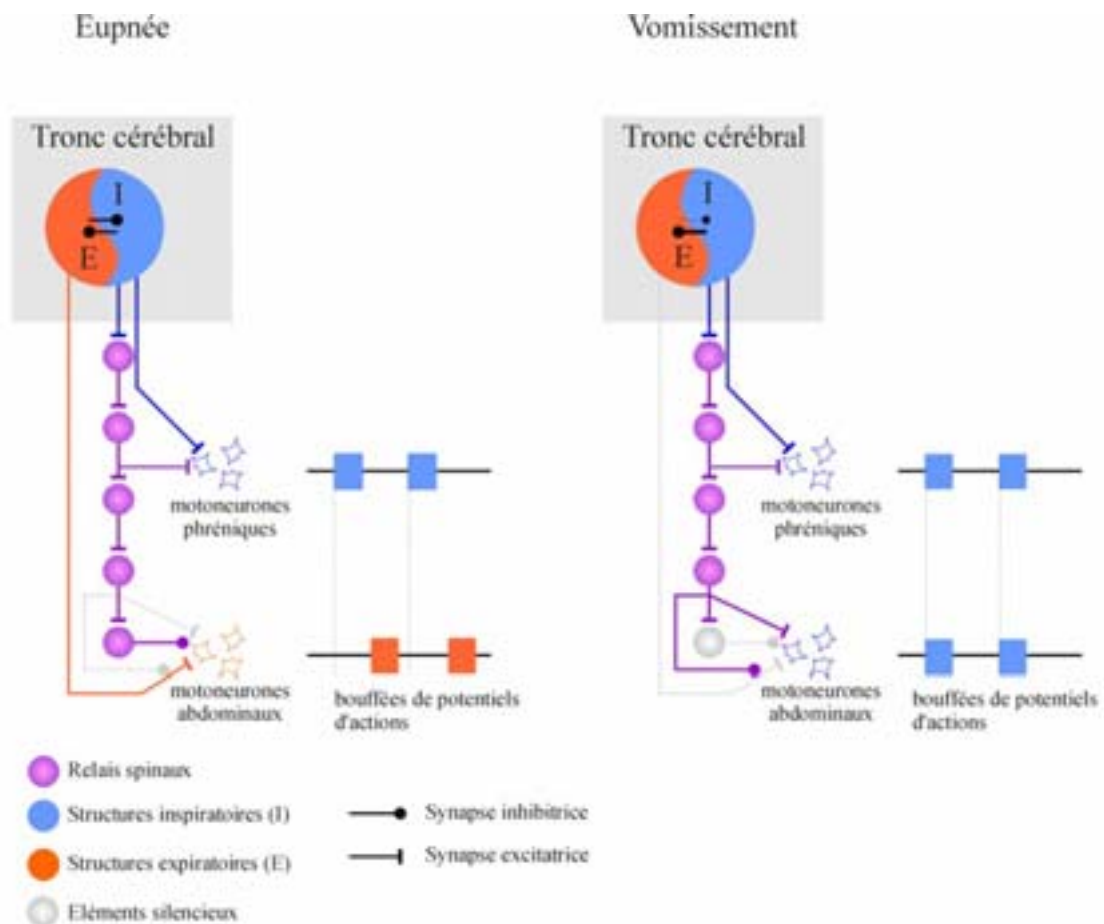 Eupnée
Vomissement
Tronc cérébral
Tronc cérébral
I
E
I
E
motoneurones
phréniques
motoneurones
phréniques
motoneurones
abdominaux
bouffées de potentiels
d'actions
motoneurones
abdominaux
bouffées de potentiels
d'actions
Relais spinaux
Structures inspiratoires (I)
Synapse inhibitrice
Structures expiratoires (E)
Synapse excitatrice
Eléments silencieux